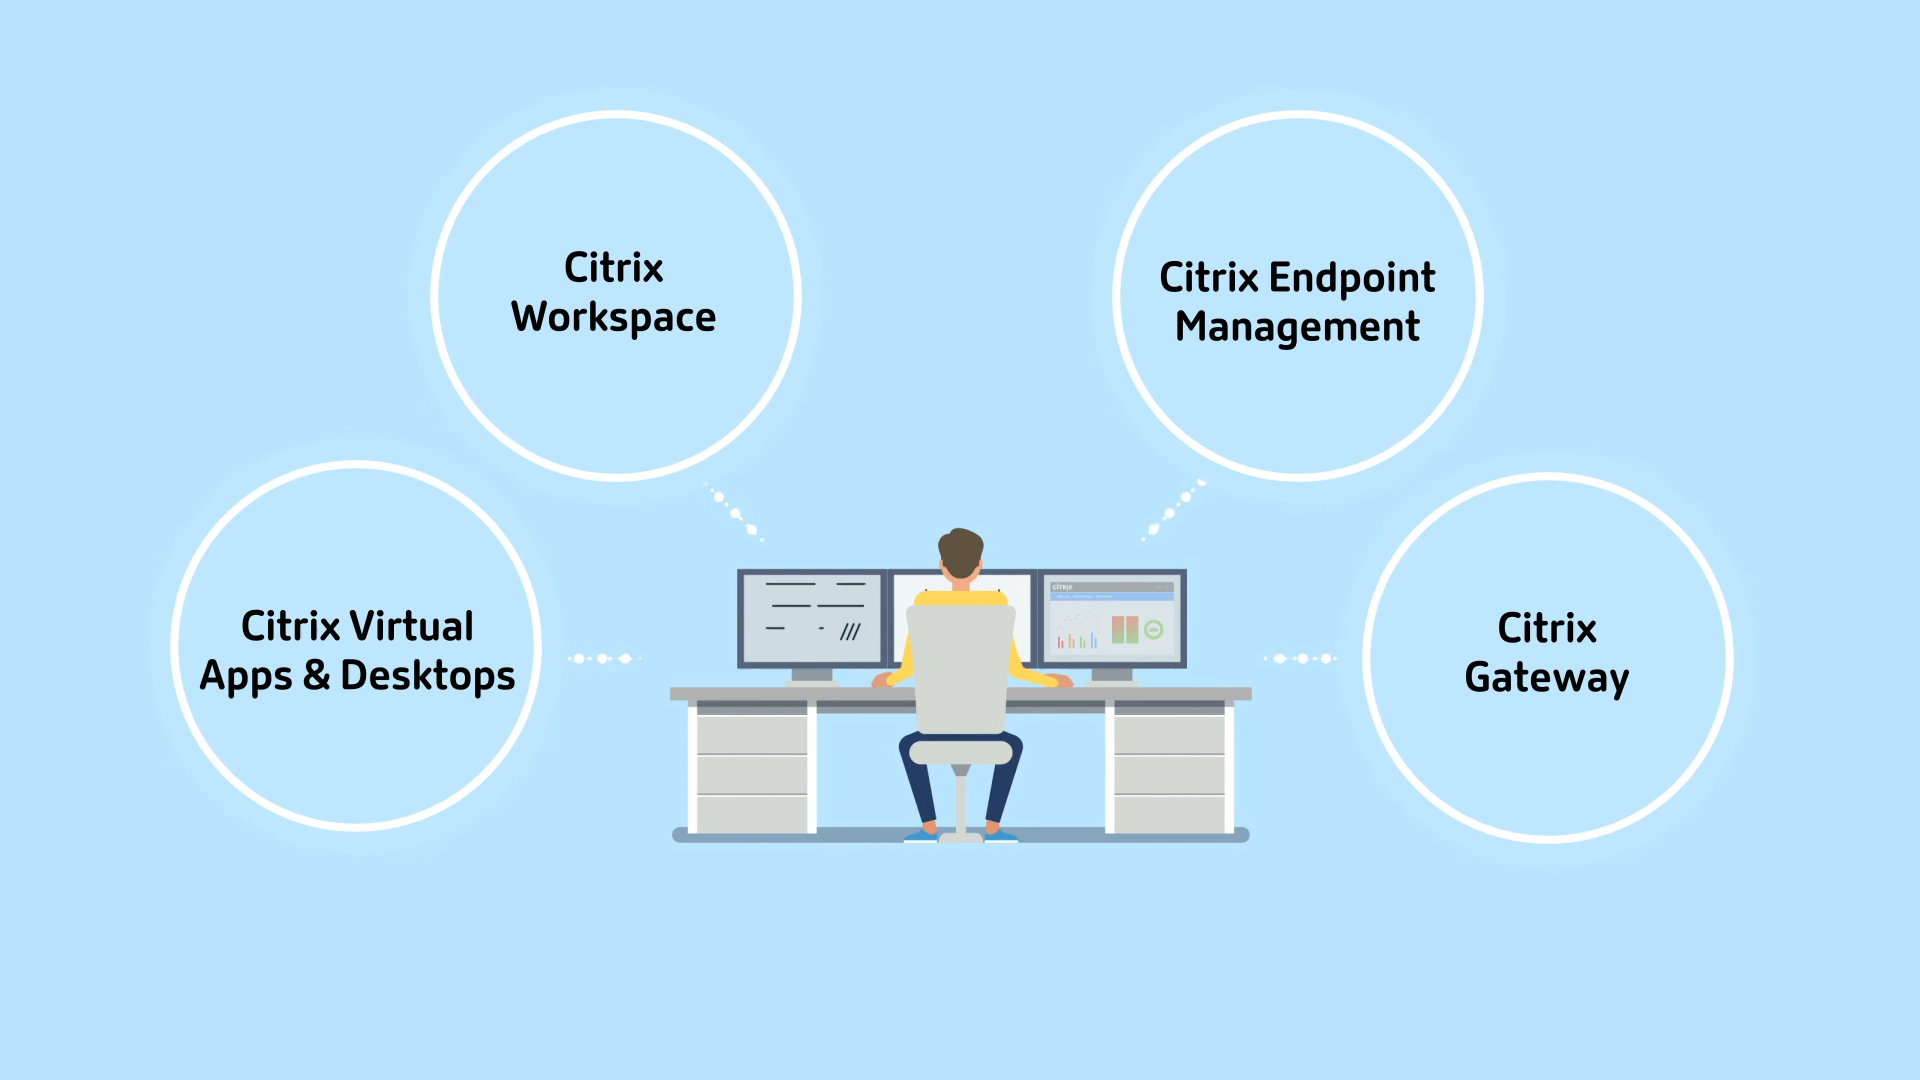 Citrix
Workspace
Citrix Endpoint
Management
Citrix Virtual
Apps & Desktops
Citrix
Gateway